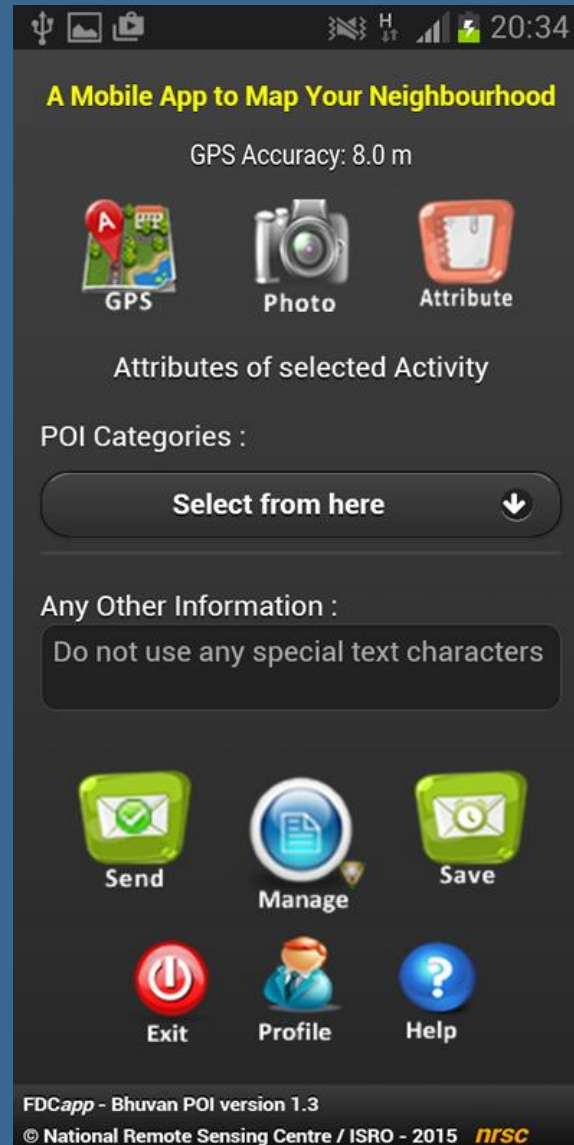 H 20:34
A Mobile App to Map Your Neighbourhood
GPS Accuracy: 8.0 m
A
GPS Photo Attribute
Attributes of selected Activity
POI Categories :
Select from here
Any Other Information :
Do not use any special text characters
Send Manage Save
Exit Profile ? Help
FDCapp - Bhuvan POI version 1.3
© National Remote Sensing Centre / ISRO - 2015 nrsc